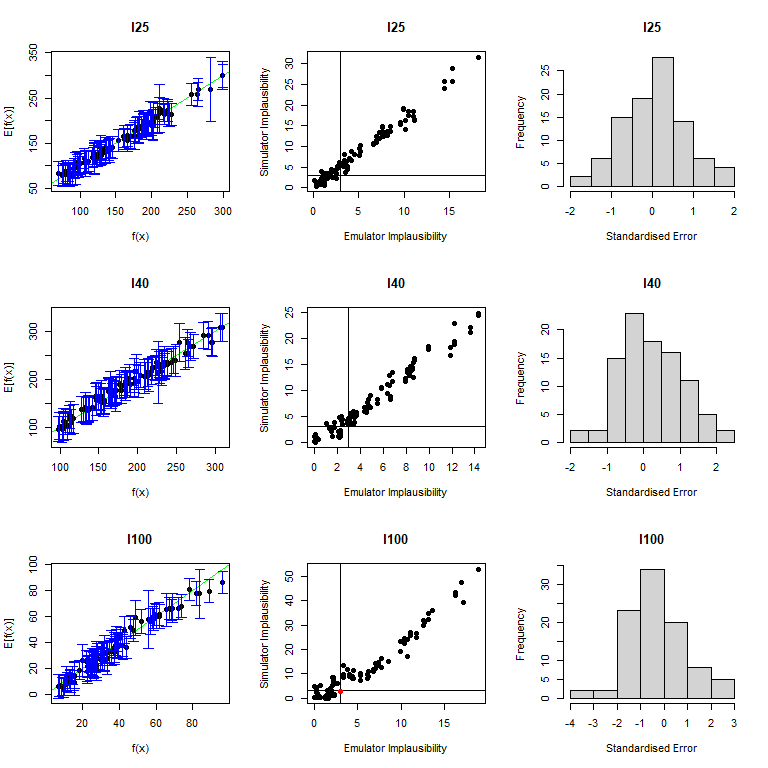 I25 I25 I25
E[f(x)] 50 150 250 350
100 150 200 250 300
f(x)
Simulator Implausibility 0 5 10 15 20 25 30
0 5 10 15
Emulator Implausibility
Frequency 0 5 10 15 20 25
-2 -1 0 1 2
Standardised Error
I40 I40 I40
E[f(x)] 100 200 300
100 150 200 250 300
f(x)
Simulator Implausibility 0 5 10 15 20 25
0 2 4 6 8 10 12 14
Emulator Implausibility
Frequency 0 5 10 15 20
-2 -1 0 1 2
Standardised Error
I100 I100 I100
E[f(x)] 0 20 40 60 80 100
20 40 60 80
f(x)
Simulator Implausibility 0 10 20 30 40 50
0 5 10 15
Emulator Implausibility
Frequency 0 5 10 20 30
-4 -3 -2 -1 0 1 2 3
Standardised Error